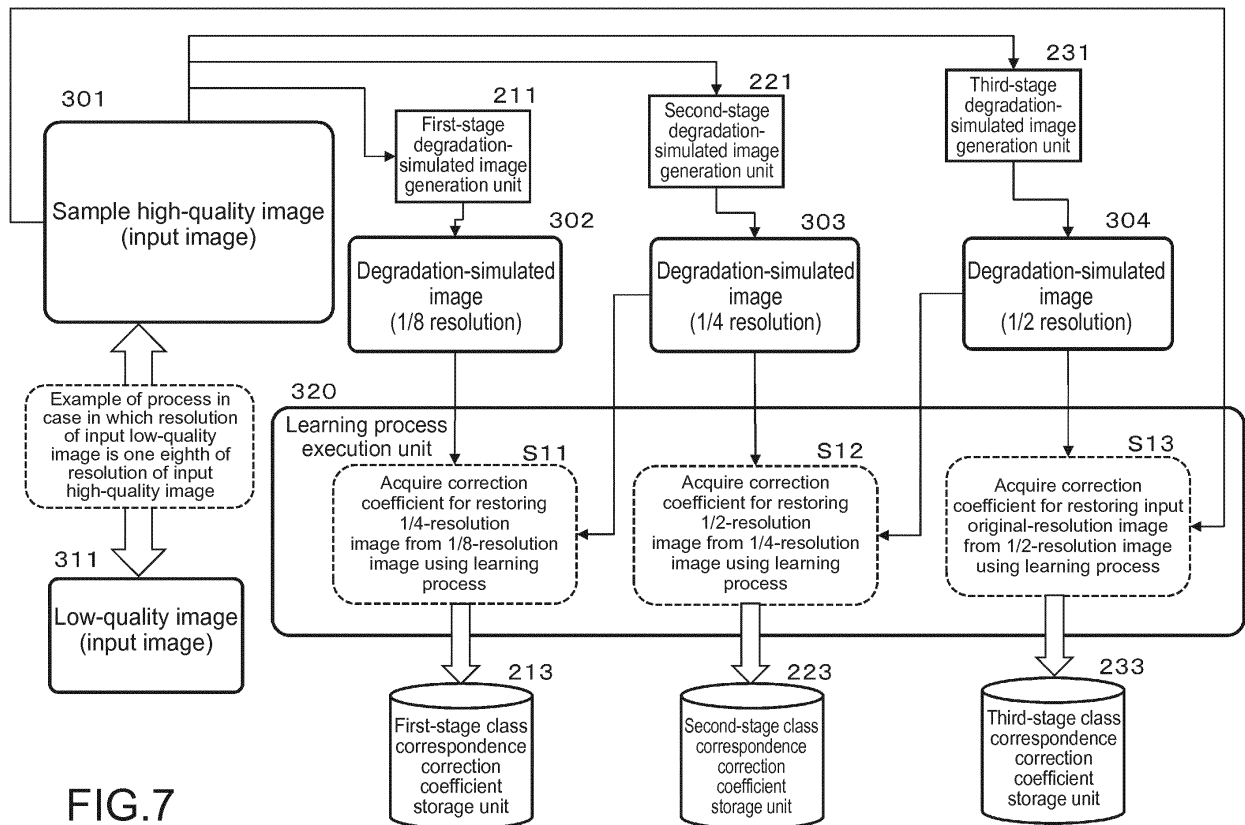 301
Sample high-quality image
(input image)
211
First-stage
degradation-
simulated image
generation unit
221
Second-stage
degradation-
simulated image
generation unit
231
Third-stage
degradation-
simulated image
generation unit
302
Degradation-simulated
image
(1/8 resolution)
303
Degradation-simulated
image
(1/4 resolution)
304
Degradation-simulated
image
(1/2 resolution)
Example of process in
case in which resolution
of input low-quality
image is one eighth of
resolution of input
high-quality image
311
Low-quality image
(input image)
320
Learning process
execution unit
S11
Acquire correction
coefficient for restoring
1/4-resolution
image from 1/8-resolution
image using learning
process
S12
Acquire correction
coefficient for restoring
1/2-resolution
image from 1/4-resolution
image using learning
process
S13
Acquire correction
coefficient for restoring input
original-resolution image
from 1/2-resolution image
using learning process
213
First-stage class
correspondence
correction
coefficient
storage unit
223
Second-stage class
correspondence
correction
coefficient
storage unit
233
Third-stage class
correspondence
correction
coefficient
storage unit
FIG.7